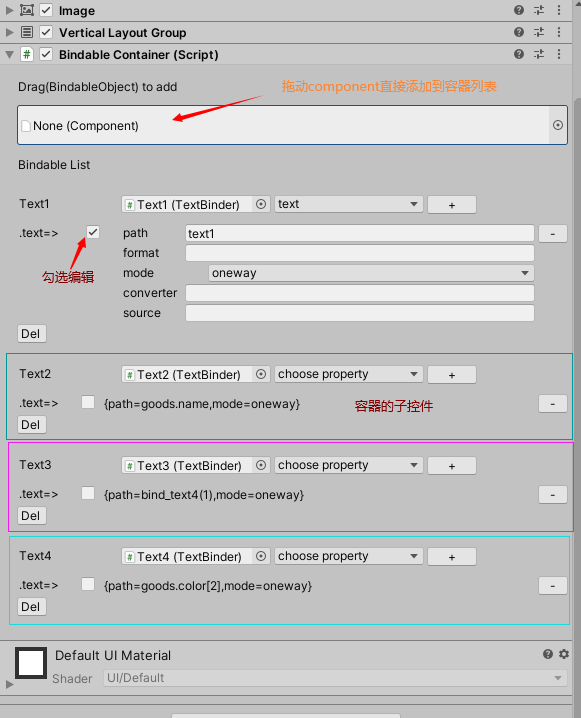 Image
Vertical Layout Group
# Bindable Container (Script)
Drag(BindableObject) to add
拖动component直接添加到容器列表
None (Component)
Bindable List
Text1 # Text1 (TextBinder) text +
.text=> path text1 -
勾选编辑
format
mode oneway
converter
source
Del
Text2 # Text2 (TextBinder) choose property +
.text=> {path=goods.name,mode=oneway} 容器的子控件 -
Del
Text3 # Text3 (TextBinder) choose property +
.text=> {path=bind_text4(1),mode=oneway} -
Del
Text4 # Text4 (TextBinder) choose property +
.text=> {path=goods.color[2],mode=oneway} -
Del
Default UI Material
Shader UI/Default